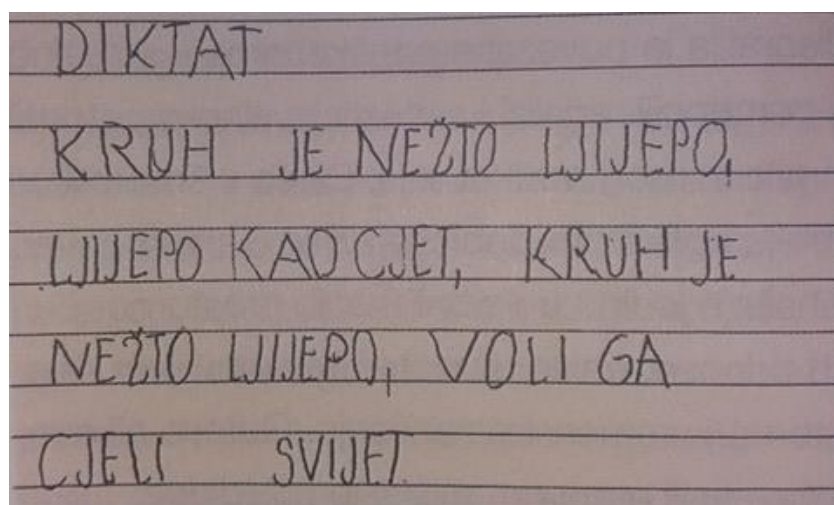 DIKTAT
KRUH JE NEŽTO LJIJEPO,
LJIJEPO KAO CJET, KRUH JE
NEŽTO LJIJEPO, VOLI GA
CJELI SVIJET.